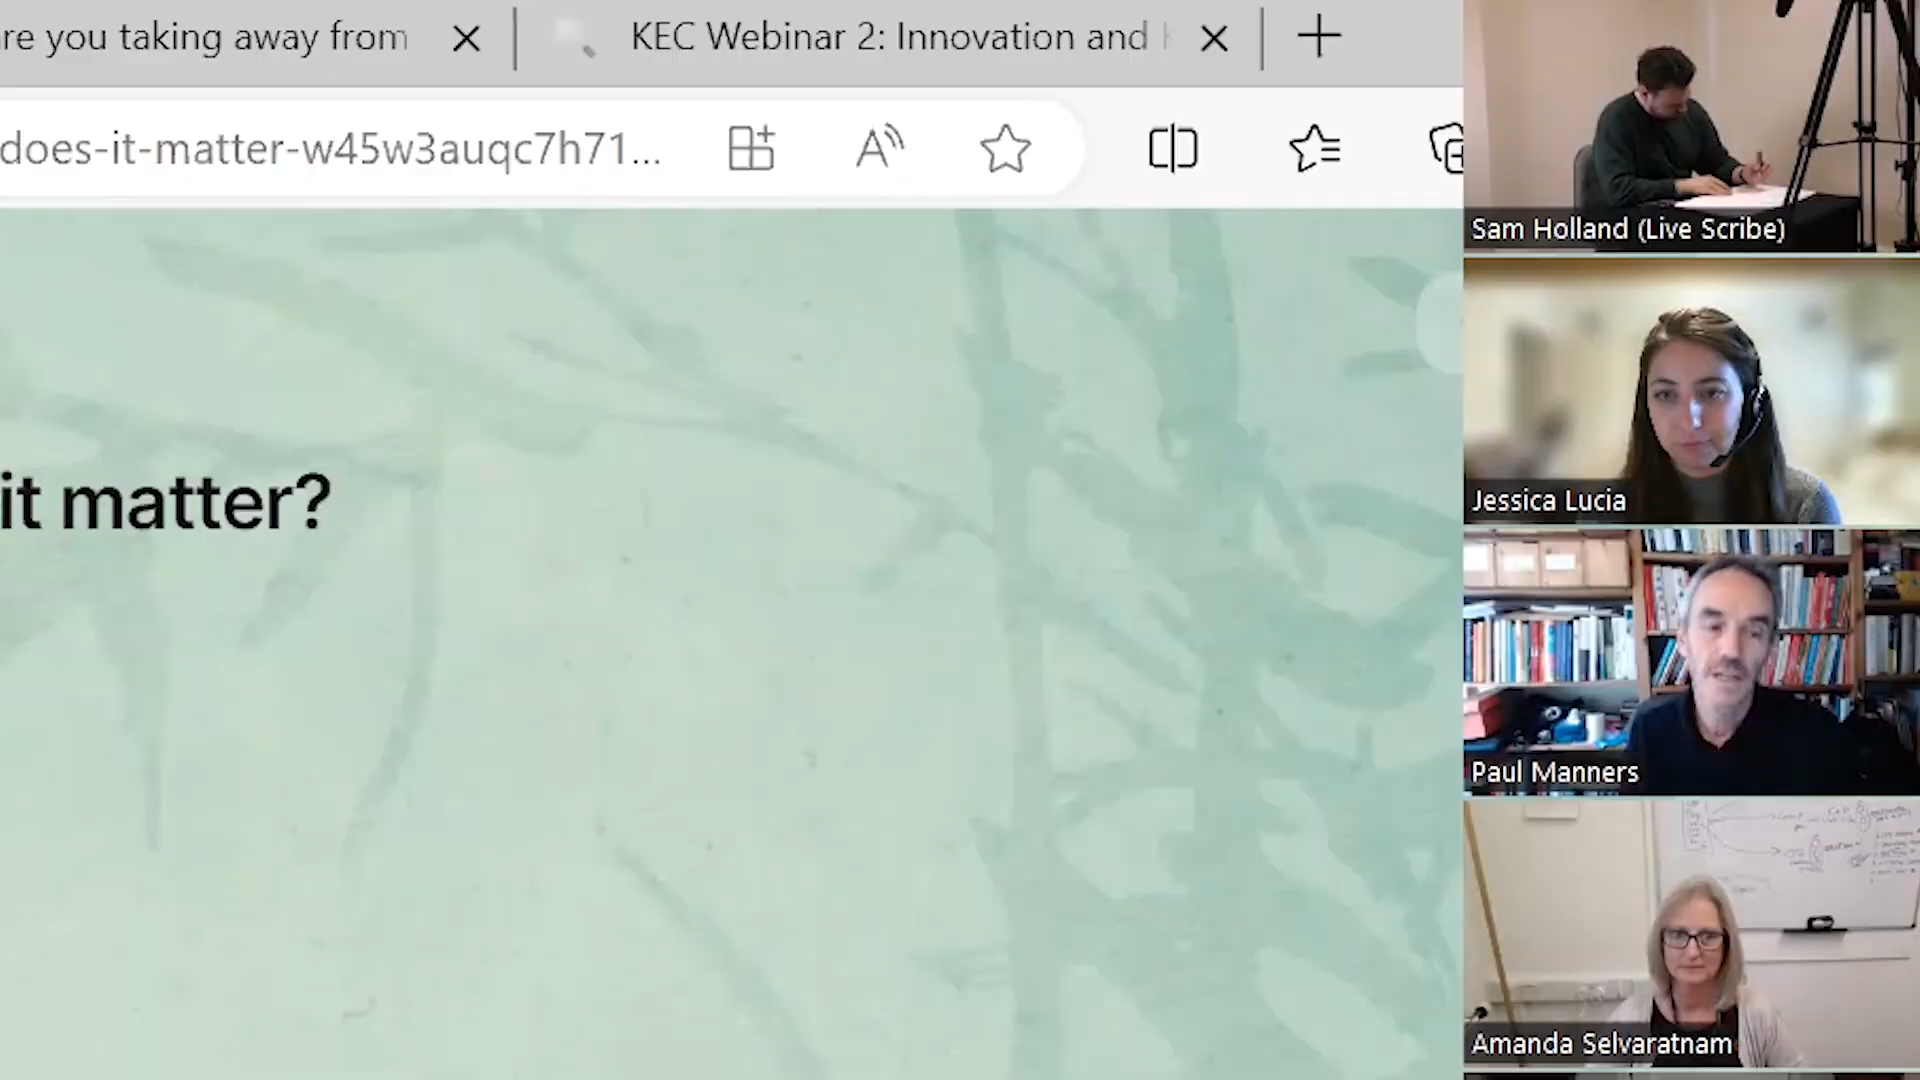 re you taking away from
KEC Webinar 2: Innovation and
does-it-matter-w45w3auqc7h71...
it matter?
Sam Holland (Live Scribe)
Jessica Lucia
Paul Manners
Amanda Selvaratnam